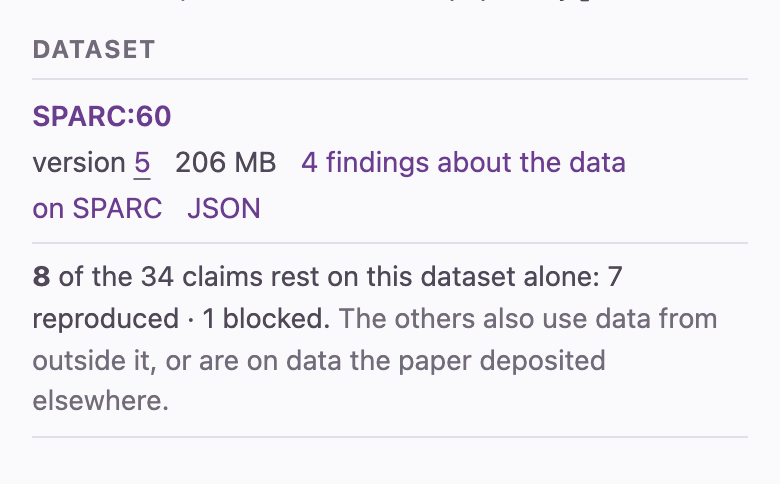 DATASET
SPARC:60
version 5 206 MB 4 findings about the data
on SPARC JSON
8 of the 34 claims rest on this dataset alone: 7
reproduced · 1 blocked. The others also use data from
outside it, or are on data the paper deposited
elsewhere.